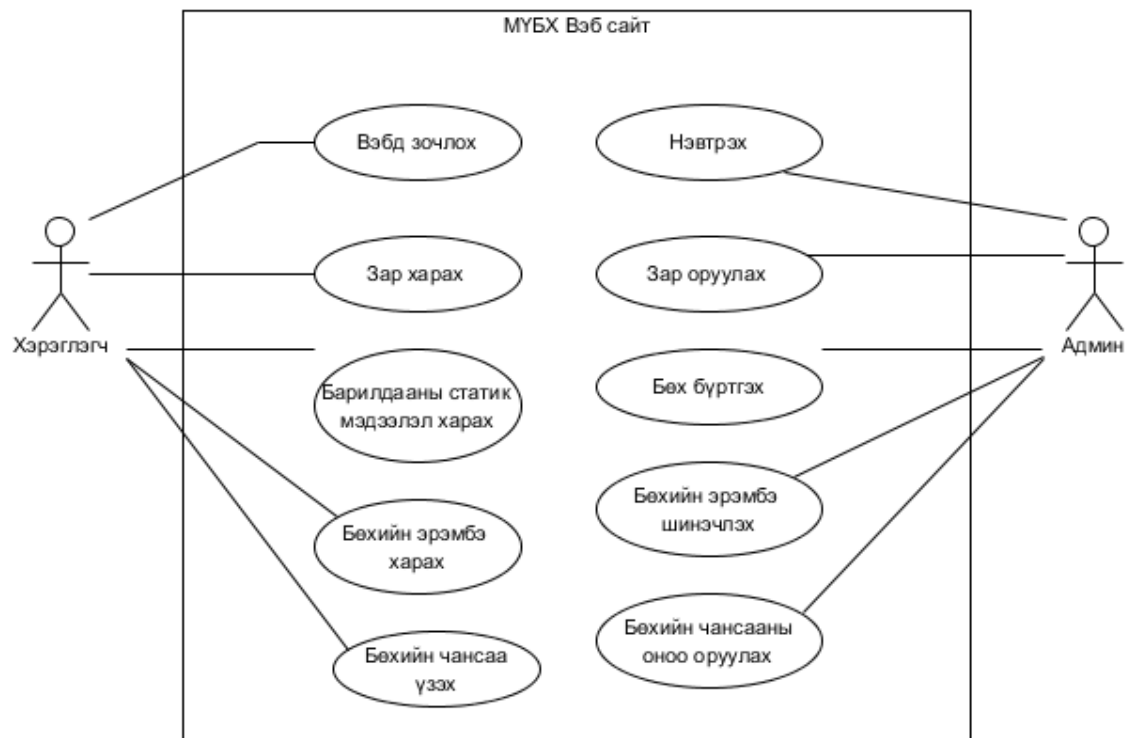 МҮБХ Вэб сайт
Вэбд зочлох
Нэвтрэх
Зар харах
Зар оруулах
Хэрэглэгч
Админ
Барилдааны статик
мэдээлэл харах
Бөх бүртгэх
Бөхийн эрэмбэ
шинэчлэх
Бөхийн эрэмбэ
харах
Бөхийн чансааны
оноо оруулах
Бөхийн чансаа
үзэх